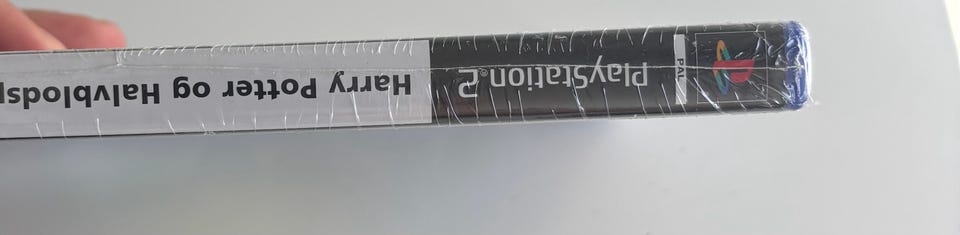 PAL
PlayStation®2
Harry Potter og Halvblodsp